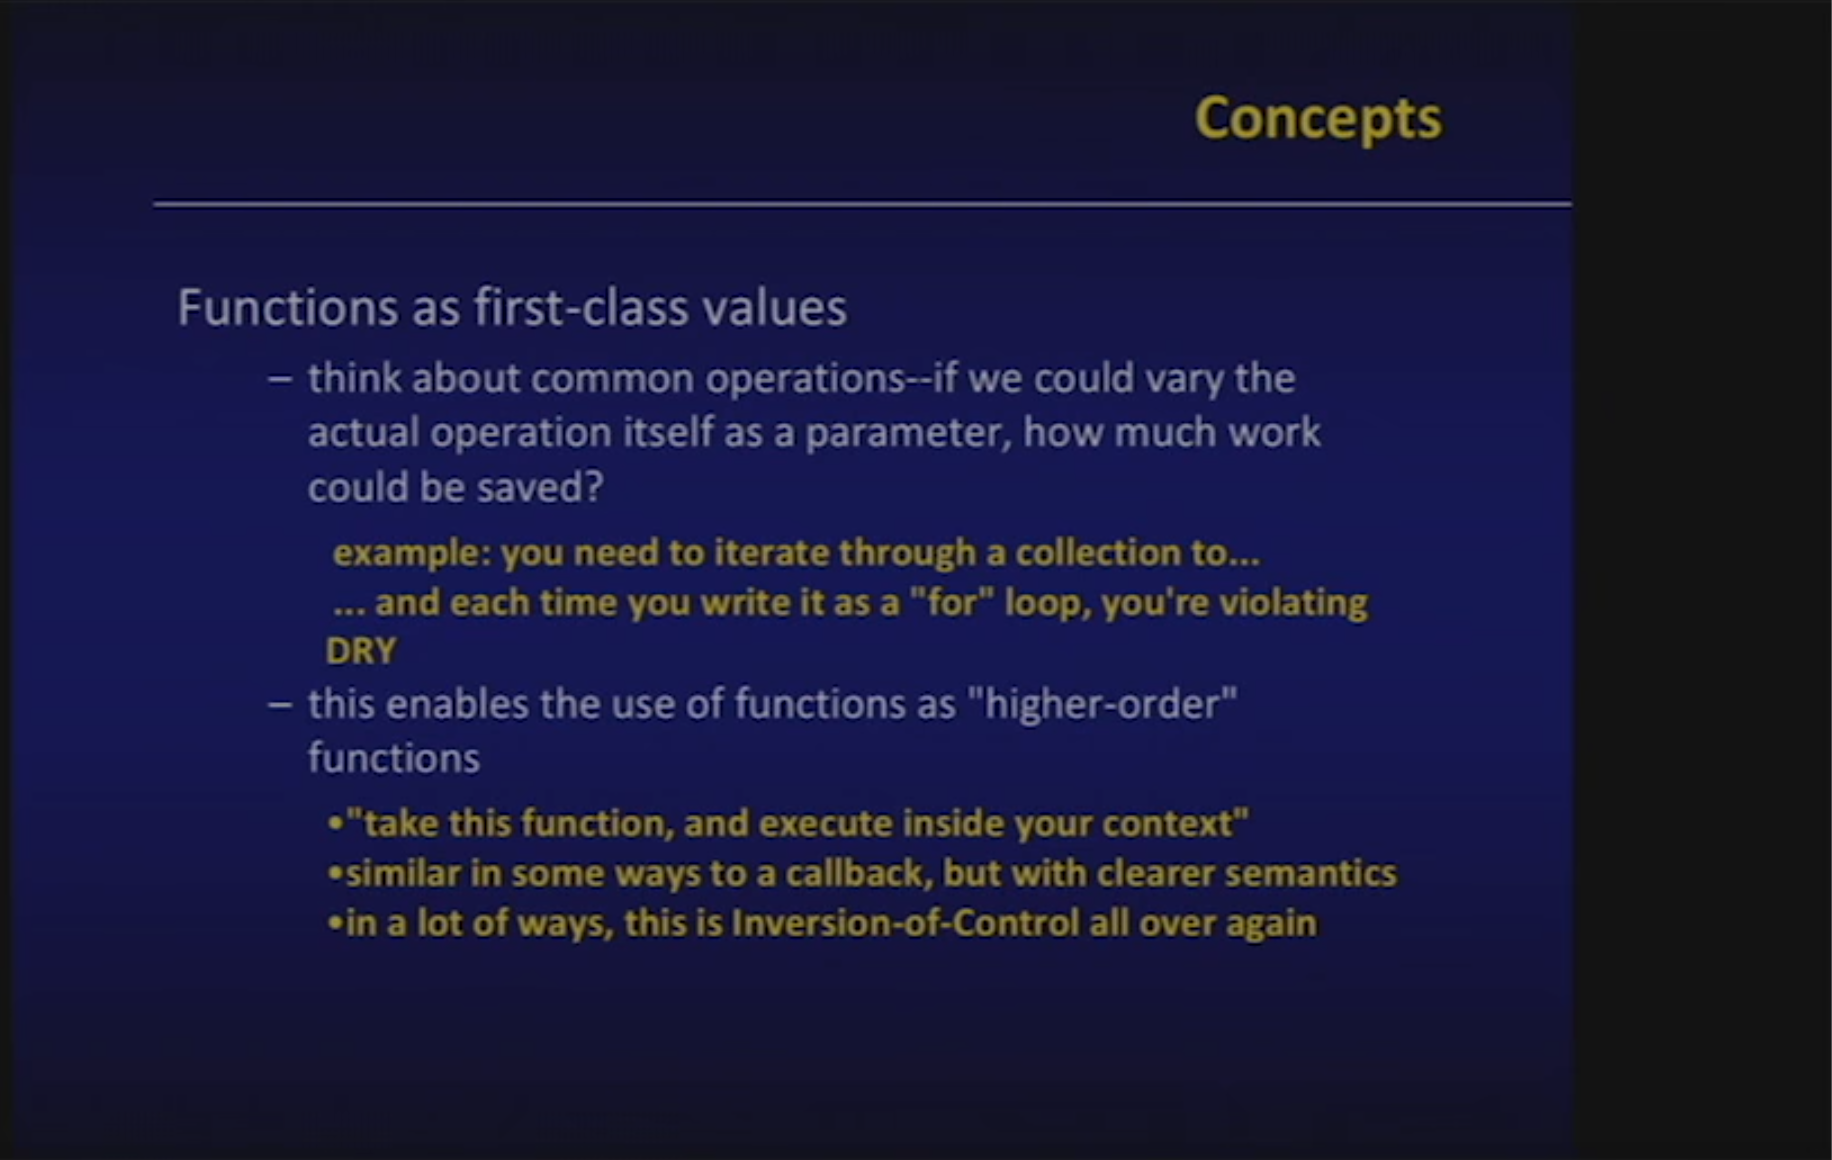 Concepts
Functions as first-class values
– think about common operations--if we could vary the
actual operation itself as a parameter, how much work
could be saved?
example: you need to iterate through a collection to...
... and each time you write it as a "for" loop, you're violating
DRY
– this enables the use of functions as "higher-order"
functions
•"take this function, and execute inside your context"
•similar in some ways to a callback, but with clearer semantics
•in a lot of ways, this is Inversion-of-Control all over again